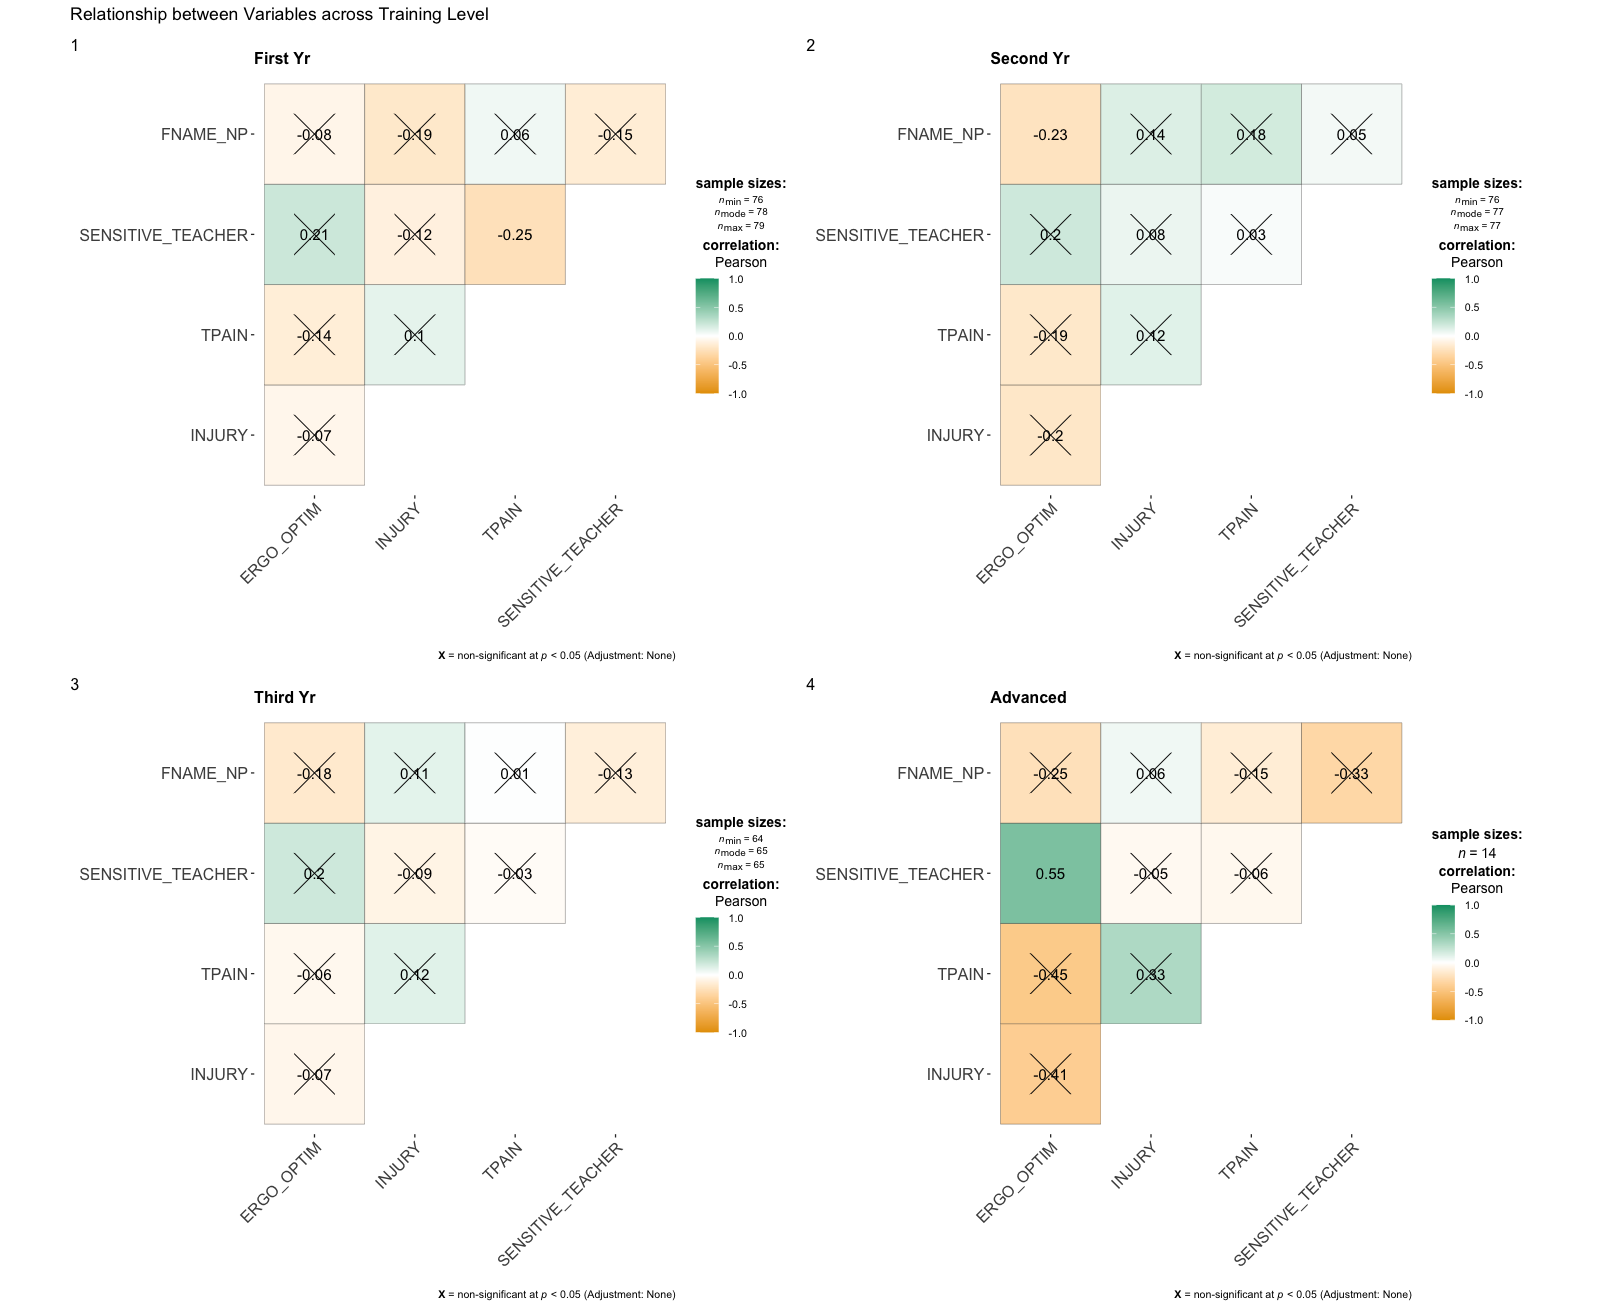 Relationship between Variables across Training Level
1
First Yr
FNAME_NP
-0.08 -0.19 0.06 -0.15
SENSITIVE_TEACHER
0.21 -0.12 -0.25
TPAIN
-0.14 0.1
INJURY
-0.07
ERGO_OPTIM
INJURY
TPAIN
SENSITIVE_TEACHER
sample sizes:
nmin = 76
nmode = 78
nmax = 79
correlation:
Pearson
1.0
0.5
0.0
-0.5
-1.0
X = non-significant at p < 0.05 (Adjustment: None)
2
Second Yr
FNAME_NP
-0.23 0.14 0.18 0.05
SENSITIVE_TEACHER
0.2 0.08 0.03
TPAIN
-0.19 0.12
INJURY
-0.2
ERGO_OPTIM
INJURY
TPAIN
SENSITIVE_TEACHER
sample sizes:
nmin = 76
nmode = 77
nmax = 77
correlation:
Pearson
1.0
0.5
0.0
-0.5
-1.0
X = non-significant at p < 0.05 (Adjustment: None)
3
Third Yr
FNAME_NP
-0.18 0.11 0.01 -0.13
SENSITIVE_TEACHER
0.2 -0.09 -0.03
TPAIN
-0.06 0.12
INJURY
-0.07
ERGO_OPTIM
INJURY
TPAIN
SENSITIVE_TEACHER
sample sizes:
nmin = 64
nmode = 65
nmax = 65
correlation:
Pearson
1.0
0.5
0.0
-0.5
-1.0
X = non-significant at p < 0.05 (Adjustment: None)
4
Advanced
FNAME_NP
-0.25 0.06 -0.15 -0.33
SENSITIVE_TEACHER
0.55 -0.05 -0.06
TPAIN
-0.45 0.33
INJURY
-0.41
ERGO_OPTIM
INJURY
TPAIN
SENSITIVE_TEACHER
sample sizes:
n = 14
correlation:
Pearson
1.0
0.5
0.0
-0.5
-1.0
X = non-significant at p < 0.05 (Adjustment: None)